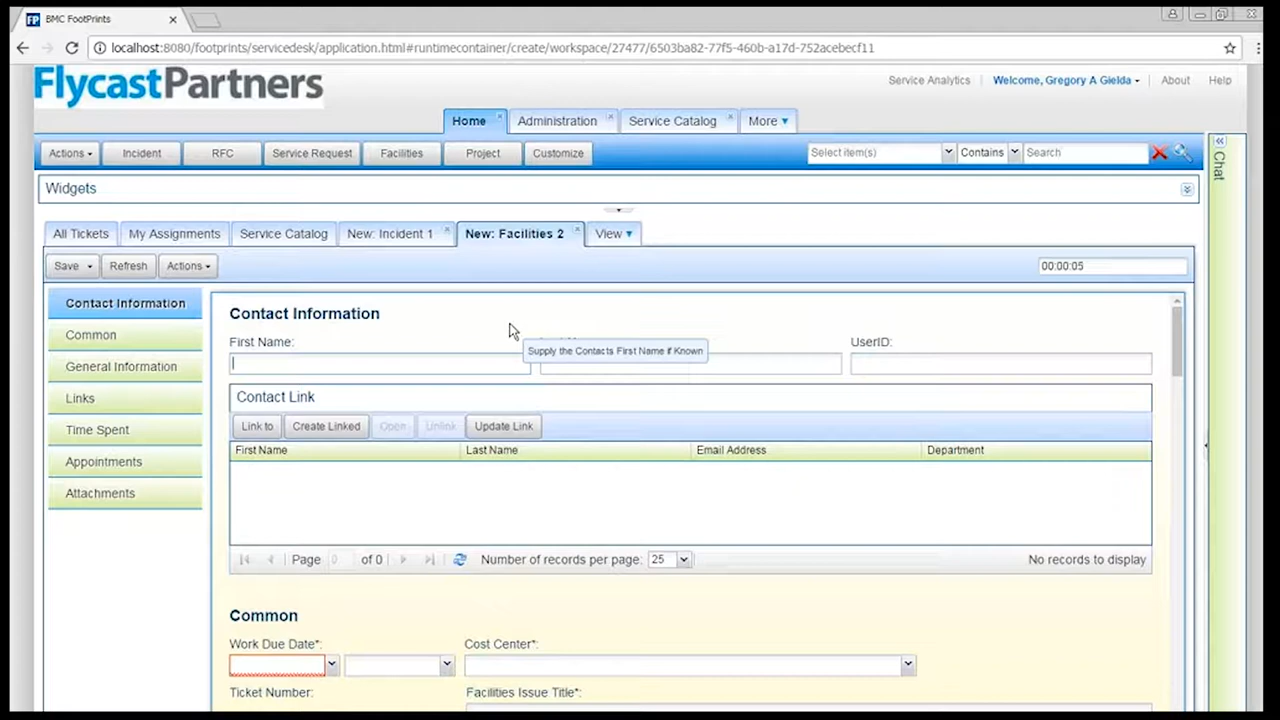 BMC FootPrints
localhost:8080/footprints/servicedesk/application.html#runtimecontainer/create/workspace/27477/6503ba82-77f5-460b-a17d-752acebecf11
FlycastPartners
Service Analytics Welcome, Gregory A Gielda About Help
Home Administration Service Catalog More
Actions Incident RFC Service Request Facilities Project Customize Select item(s) Contains Search
Chat
Widgets
All Tickets My Assignments Service Catalog New: Incident 1 New: Facilities 2 View
Save Refresh Actions 00:00:05
Contact Information
Common
General Information
Links
Time Spent
Appointments
Attachments
Contact Information
First Name: UserID:
Supply the Contacts First Name if Known
Contact Link
Link to Create Linked Open Unlink Update Link
First Name Last Name Email Address Department
Page 0 of 0 Number of records per page: 25 No records to display
Common
Work Due Date*: Cost Center*:
Ticket Number: Facilities Issue Title*: